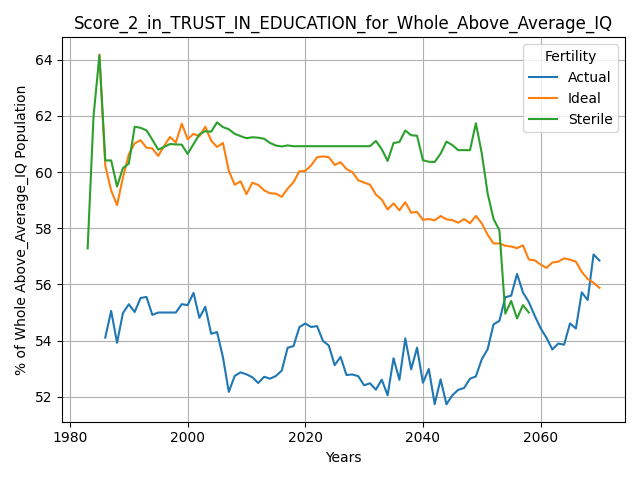 Score_2_in_TRUST_IN_EDUCATION_for_Whole_Above_Average_IQ
% of Whole Above_Average_IQ Population
64
62
60
58
56
54
52
Fertility
Actual
Ideal
Sterile
1980
2000
2020
2040
2060
Years